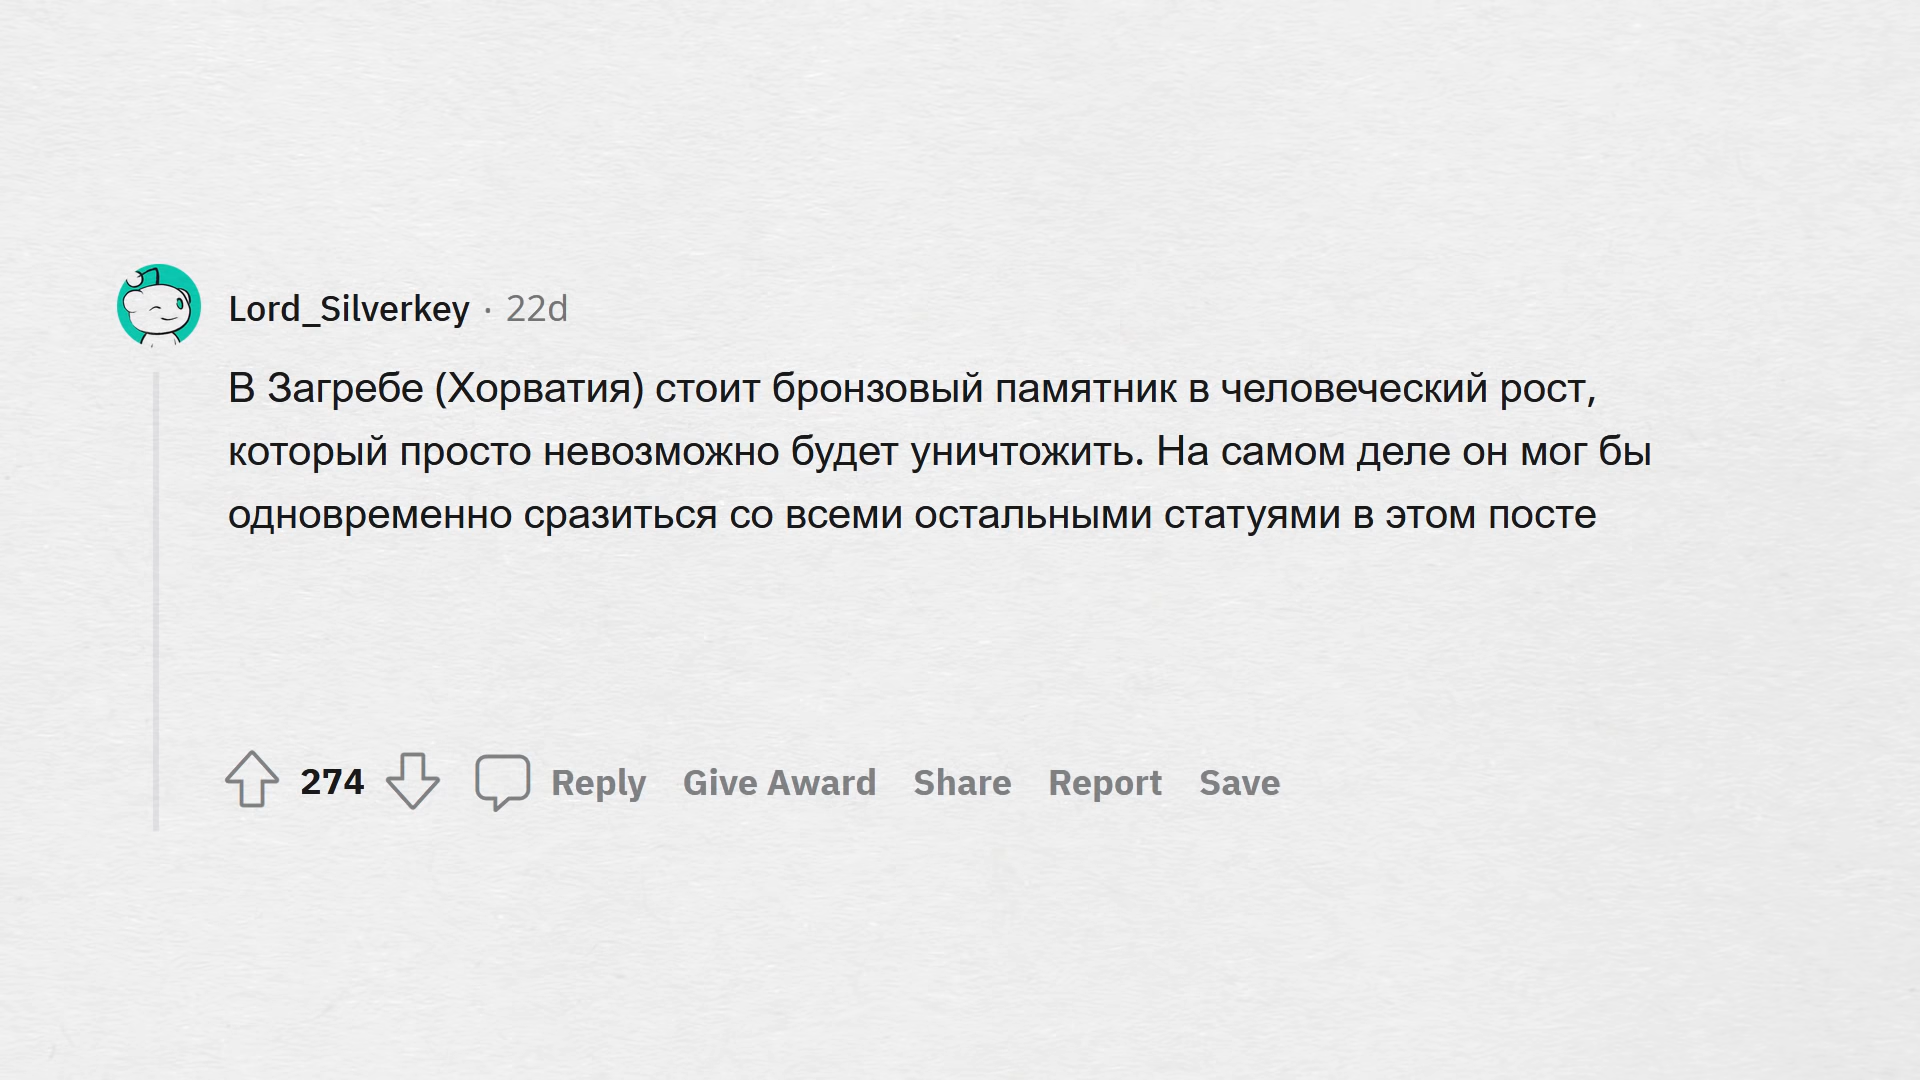 Lord_Silverkey · 22d
В Загребе (Хорватия) стоит бронзовый памятник в человеческий рост,
который просто невозможно будет уничтожить. На самом деле он мог бы
одновременно сразиться со всеми остальными статуями в этом посте
274 Reply Give Award Share Report Save